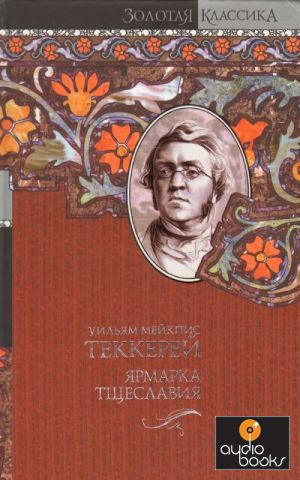 ЗОЛОТАЯ КЛАССИКА
УИЛЬЯМ МЕЙКПИС
ТЕККЕРЕЙ
ЯРМАРКА
ТЩЕСЛАВИЯ
audio
books